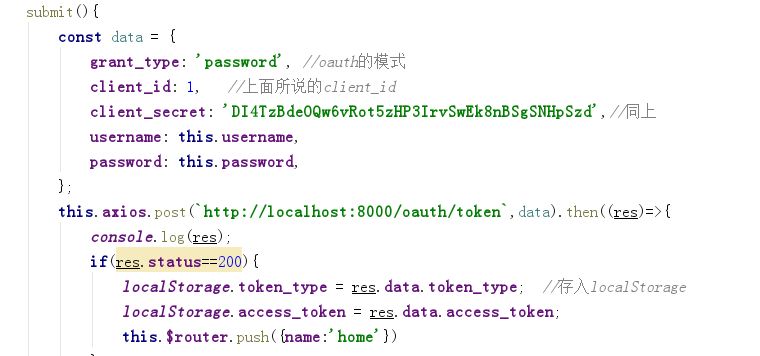 submit(){
const data = {
grant_type: 'password', //oauth的模式
client_id: 1, //上面所说的client_id
client_secret: 'DI4TzBdeOQw6vRot5zHP3IrvSwEk8nBSgSNHpSzd',//同上
username: this.username,
password: this.password,
};
this.axios.post(`http://localhost:8000/oauth/token`,data).then((res)=>{
console.log(res);
if(res.status==200){
localStorage.token_type = res.data.token_type; //存入localStorage
localStorage.access_token = res.data.access_token;
this.$router.push({name:'home'})